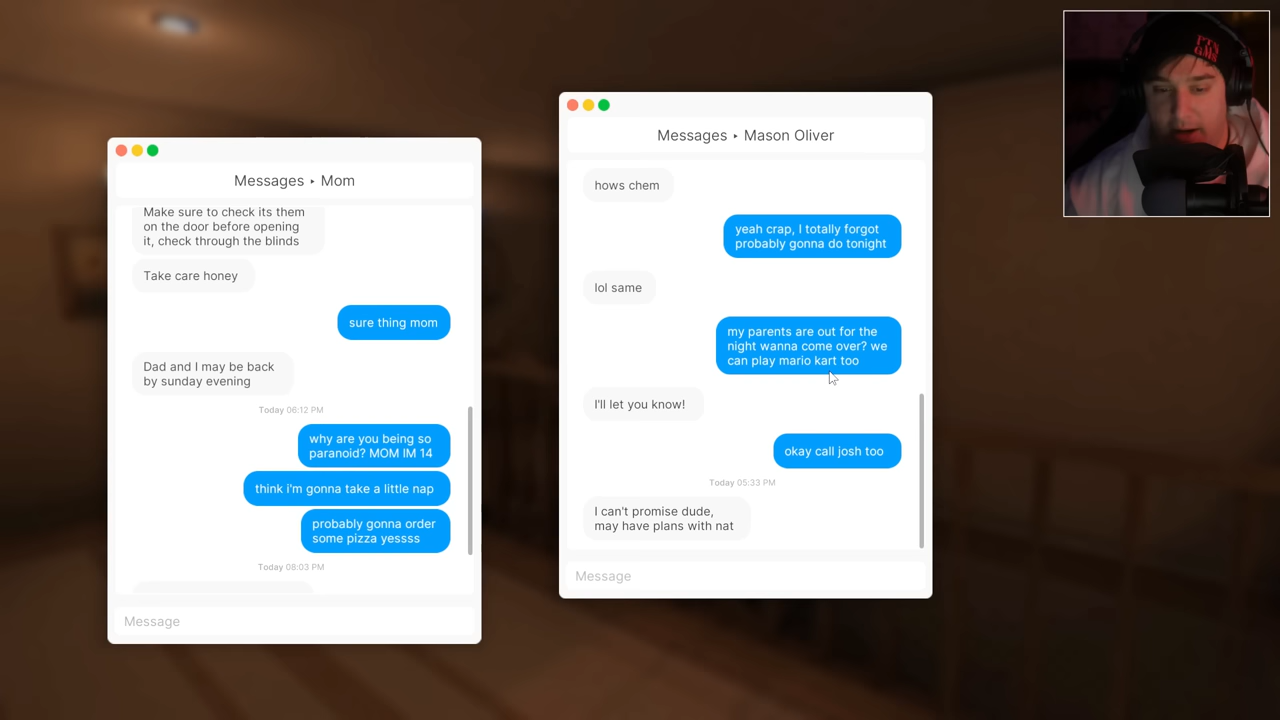 Messages ▸ Mom
Make sure to check its them
on the door before opening
it, check through the blinds
Take care honey
sure thing mom
Dad and I may be back
by sunday evening
Today 06:12 PM
why are you being so
paranoid? MOM IM 14
think i'm gonna take a little nap
probably gonna order
some pizza yessss
Today 08:03 PM
Message
Messages ▸ Mason Oliver
hows chem
yeah crap, I totally forgot
probably gonna do tonight
lol same
my parents are out for the
night wanna come over? we
can play mario kart too
I'll let you know!
okay call josh too
Today 05:33 PM
I can't promise dude,
may have plans with nat
Message